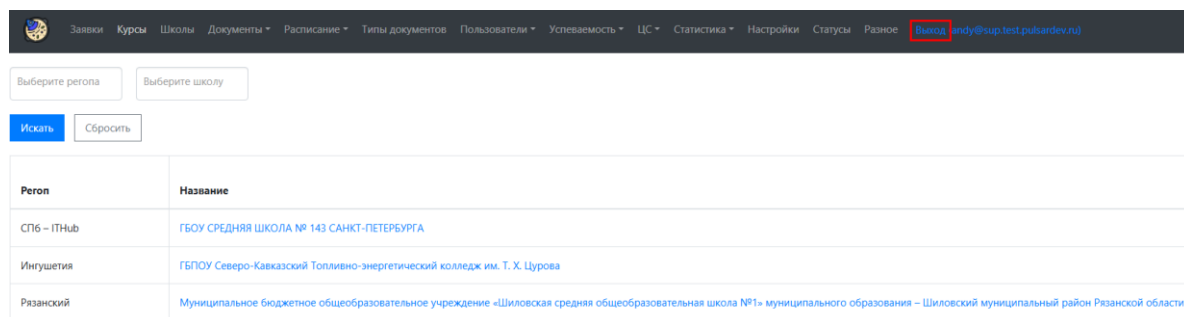 Заявки Курсы Школы Документы Расписание Типы документов Пользователи Успеваемость ЦС Статистика Настройки Статусы Разное Выход andy@sup.test.pulsardev.ru)
Выберите регопа Выберите школу
Искать Сбросить
Регоп Название
СПб – ITHub ГБОУ СРЕДНЯЯ ШКОЛА № 143 САНКТ-ПЕТЕРБУРГА
Ингушетия ГБПОУ Северо-Кавказский Топливно-энергетический колледж им. Т. Х. Цурова
Рязанский Муниципальное бюджетное общеобразовательное учреждение «Шиловская средняя общеобразовательная школа №1» муниципального образования – Шиловский муниципальный район Рязанской области